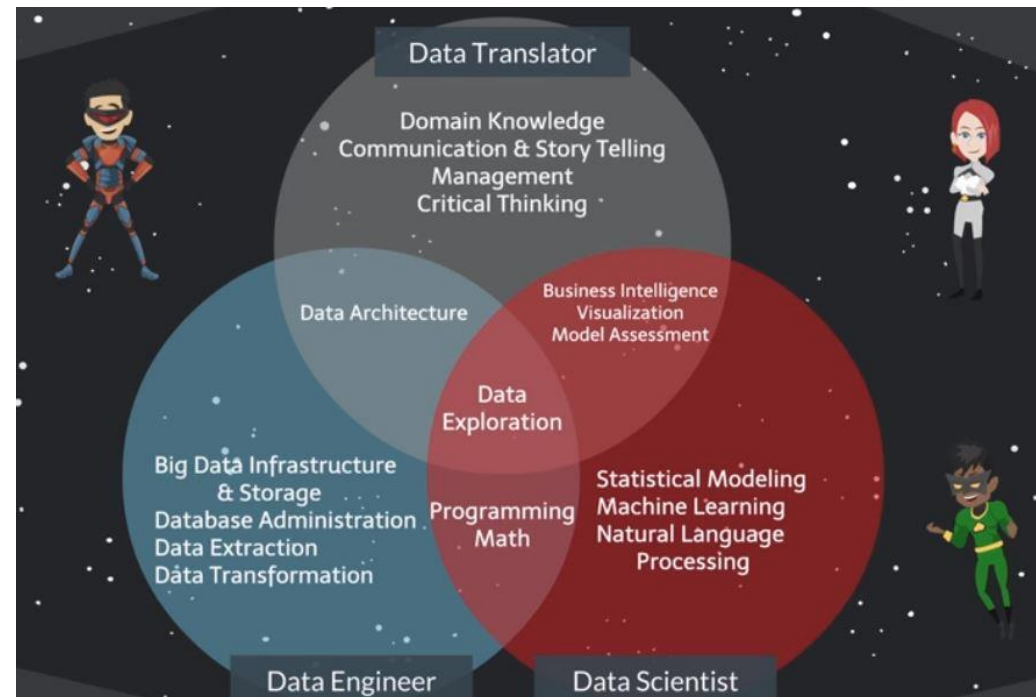 Data Translator
Domain Knowledge
Communication & Story Telling
Management
Critical Thinking
Data Architecture
Business Intelligence
Visualization
Model Assessment
Data
Exploration
Big Data Infrastructure
& Storage
Database Administration
Data Extraction
Data Transformation
Programming
Math
Statistical Modeling
Machine Learning
Natural Language
Processing
Data Engineer
Data Scientist